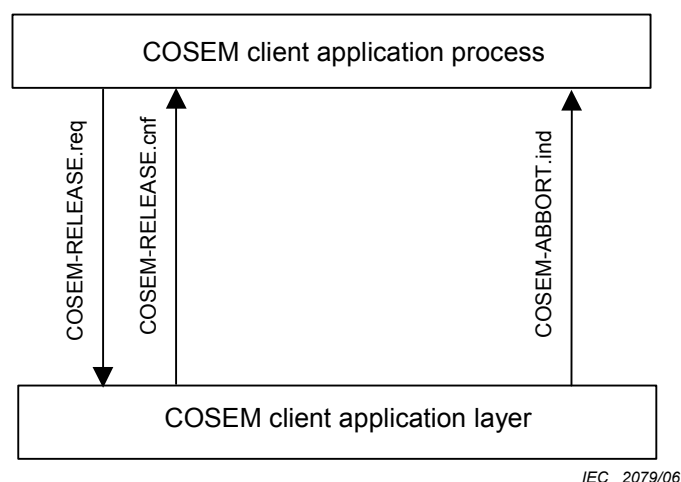 COSEM client application process
COSEM-RELEASE.req
COSEM-RELEASE.cnf
COSEM-ABBORT.ind
COSEM client application layer
IEC 2079/06